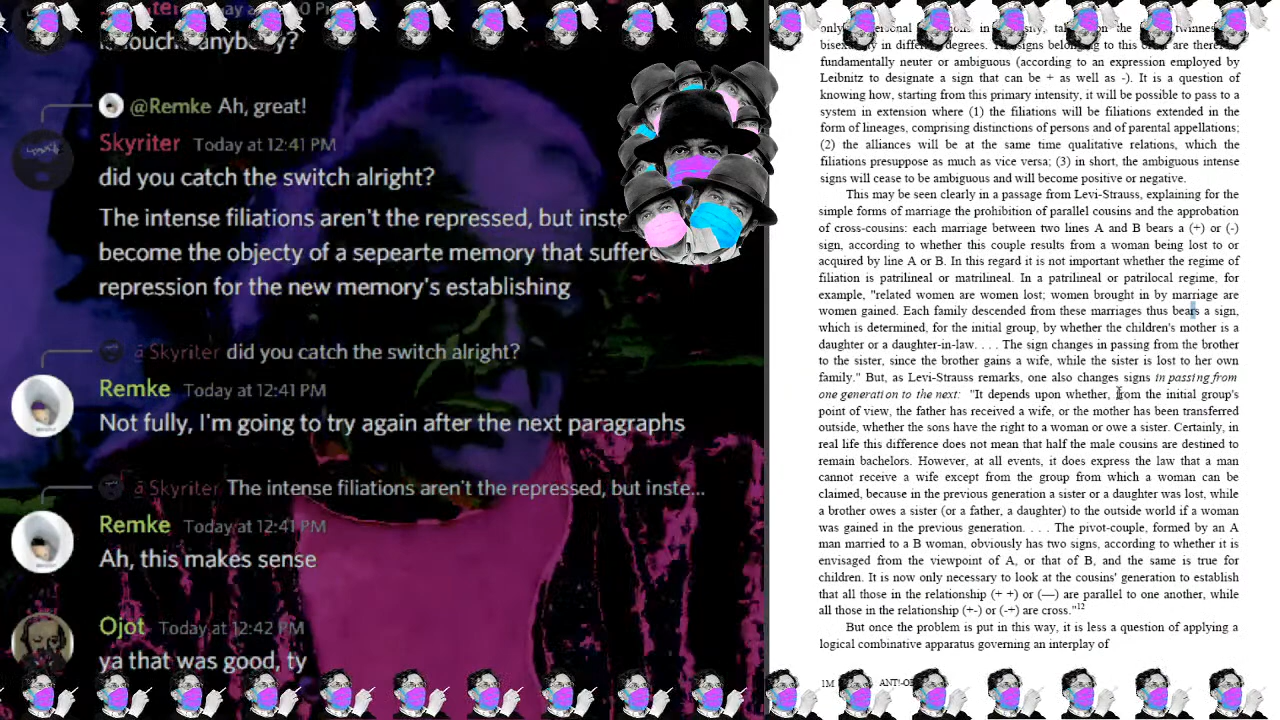 touch anybody?
@Remke Ah, great!
Skyriter Today at 12:41 PM
did you catch the switch alright?
The intense filiations aren't the repressed, but inste
become the objecty of a sepearte memory that suffere
repression for the new memory's establishing
Skyriter did you catch the switch alright?
Remke Today at 12:41 PM
Not fully, I'm going to try again after the next paragraphs
Skyriter The intense filiations aren't the repressed, but inste...
Remke Today at 12:41 PM
Ah, this makes sense
Ojot Today at 12:42 PM
ya that was good, ty
only in the
in different degrees. The signs belonging to this are
fundamentally neuter or ambiguous (according to an expression employed by
Leibnitz to designate a sign that can be + as well as -). It is a question of
knowing how, starting from this primary intensity, it will be possible to pass to a
system in extension where (1) the filiations will be filiations extended in the
form of lineages, comprising distinctions of persons and of parental appellations;
(2) the alliances will be at the same time qualitative relations, which the
filiations presuppose as much as vice versa; (3) in short, the ambiguous intense
signs will cease to be ambiguous and will become positive or negative.
This may be seen clearly in a passage from Levi-Strauss, explaining for the
simple forms of marriage the prohibition of parallel cousins and the approbation
of cross-cousins: each marriage between two lines A and B bears a (+) or (-)
sign, according to whether this couple results from a woman being lost to or
acquired by line A or B. In this regard it is not important whether the regime of
filiation is patrilineal or matrilineal. In a patrilineal or patrilocal regime, for
example, "related women are women lost; women brought in by marriage are
women gained. Each family descended from these marriages thus bears a sign,
which is determined, for the initial group, by whether the children's mother is a
daughter or a daughter-in-law. . . . The sign changes in passing from the brother
to the sister, since the brother gains a wife, while the sister is lost to her own
family." But, as Levi-Strauss remarks, one also changes signs in passing from
one generation to the next: "It depends upon whether, from the initial group's
point of view, the father has received a wife, or the mother has been transferred
outside, whether the sons have the right to a woman or owe a sister. Certainly, in
real life this difference does not mean that half the male cousins are destined to
remain bachelors. However, at all events, it does express the law that a man
cannot receive a wife except from the group from which a woman can be
claimed, because in the previous generation a sister or a daughter was lost, while
a brother owes a sister (or a father, a daughter) to the outside world if a woman
was gained in the previous generation. . . . The pivot-couple, formed by an A
man married to a B woman, obviously has two signs, according to whether it is
envisaged from the viewpoint of A, or that of B, and the same is true for
children. It is now only necessary to look at the cousins' generation to establish
that all those in the relationship (+ +) or (—) are parallel to one another, while
all those in the relationship (+-) or (-+) are cross."12
But once the problem is put in this way, it is less a question of applying a
logical combinative apparatus governing an interplay of
1M